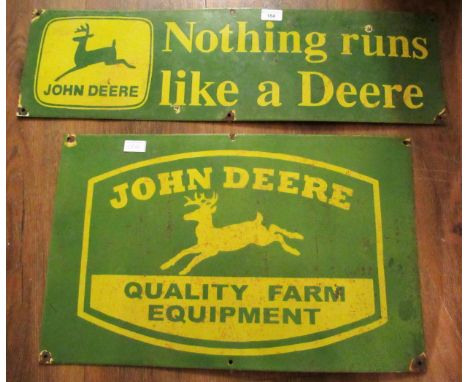 JOHN DEERE
Nothing runs
like a Deere
JOHN DEERE
QUALITY FARM
EQUIPMENT